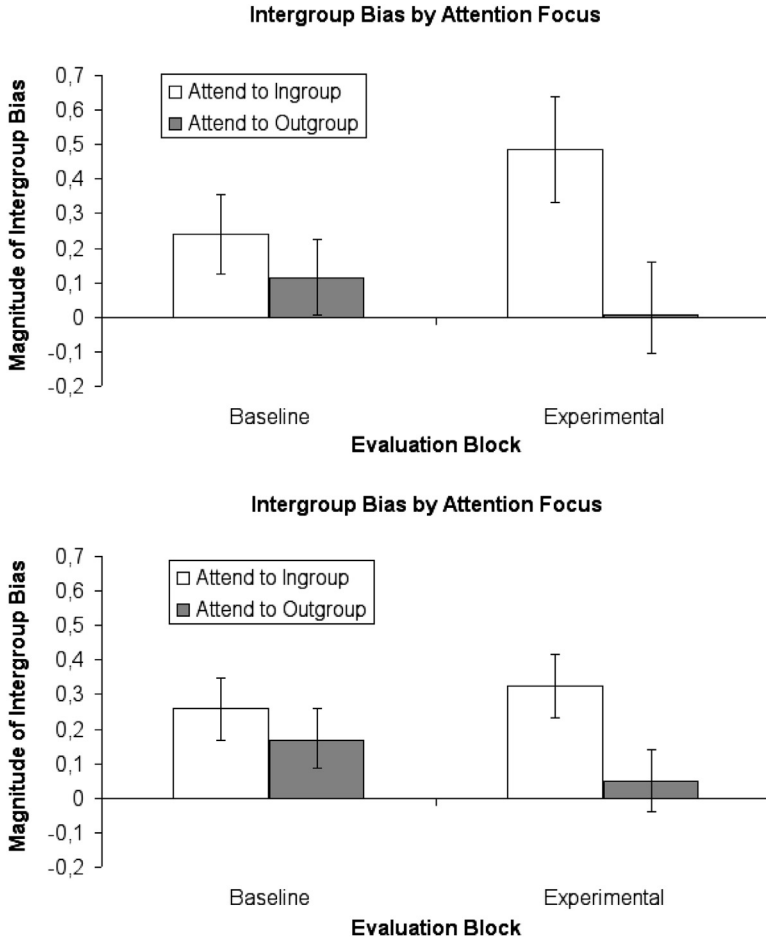 Intergroup Bias by Attention Focus
Magnitude of Intergroup Bias
0,7
0,6
0,5
0,4
0,3
0,2
0,1
0
-0,1
-0,2
Attend to Ingroup
Attend to Outgroup
Baseline Experimental
Evaluation Block
Intergroup Bias by Attention Focus
Magnitude of Intergroup Bias
0,7
0,6
0,5
0,4
0,3
0,2
0,1
0
-0,1
-0,2
Attend to Ingroup
Attend to Outgroup
Baseline Experimental
Evaluation Block